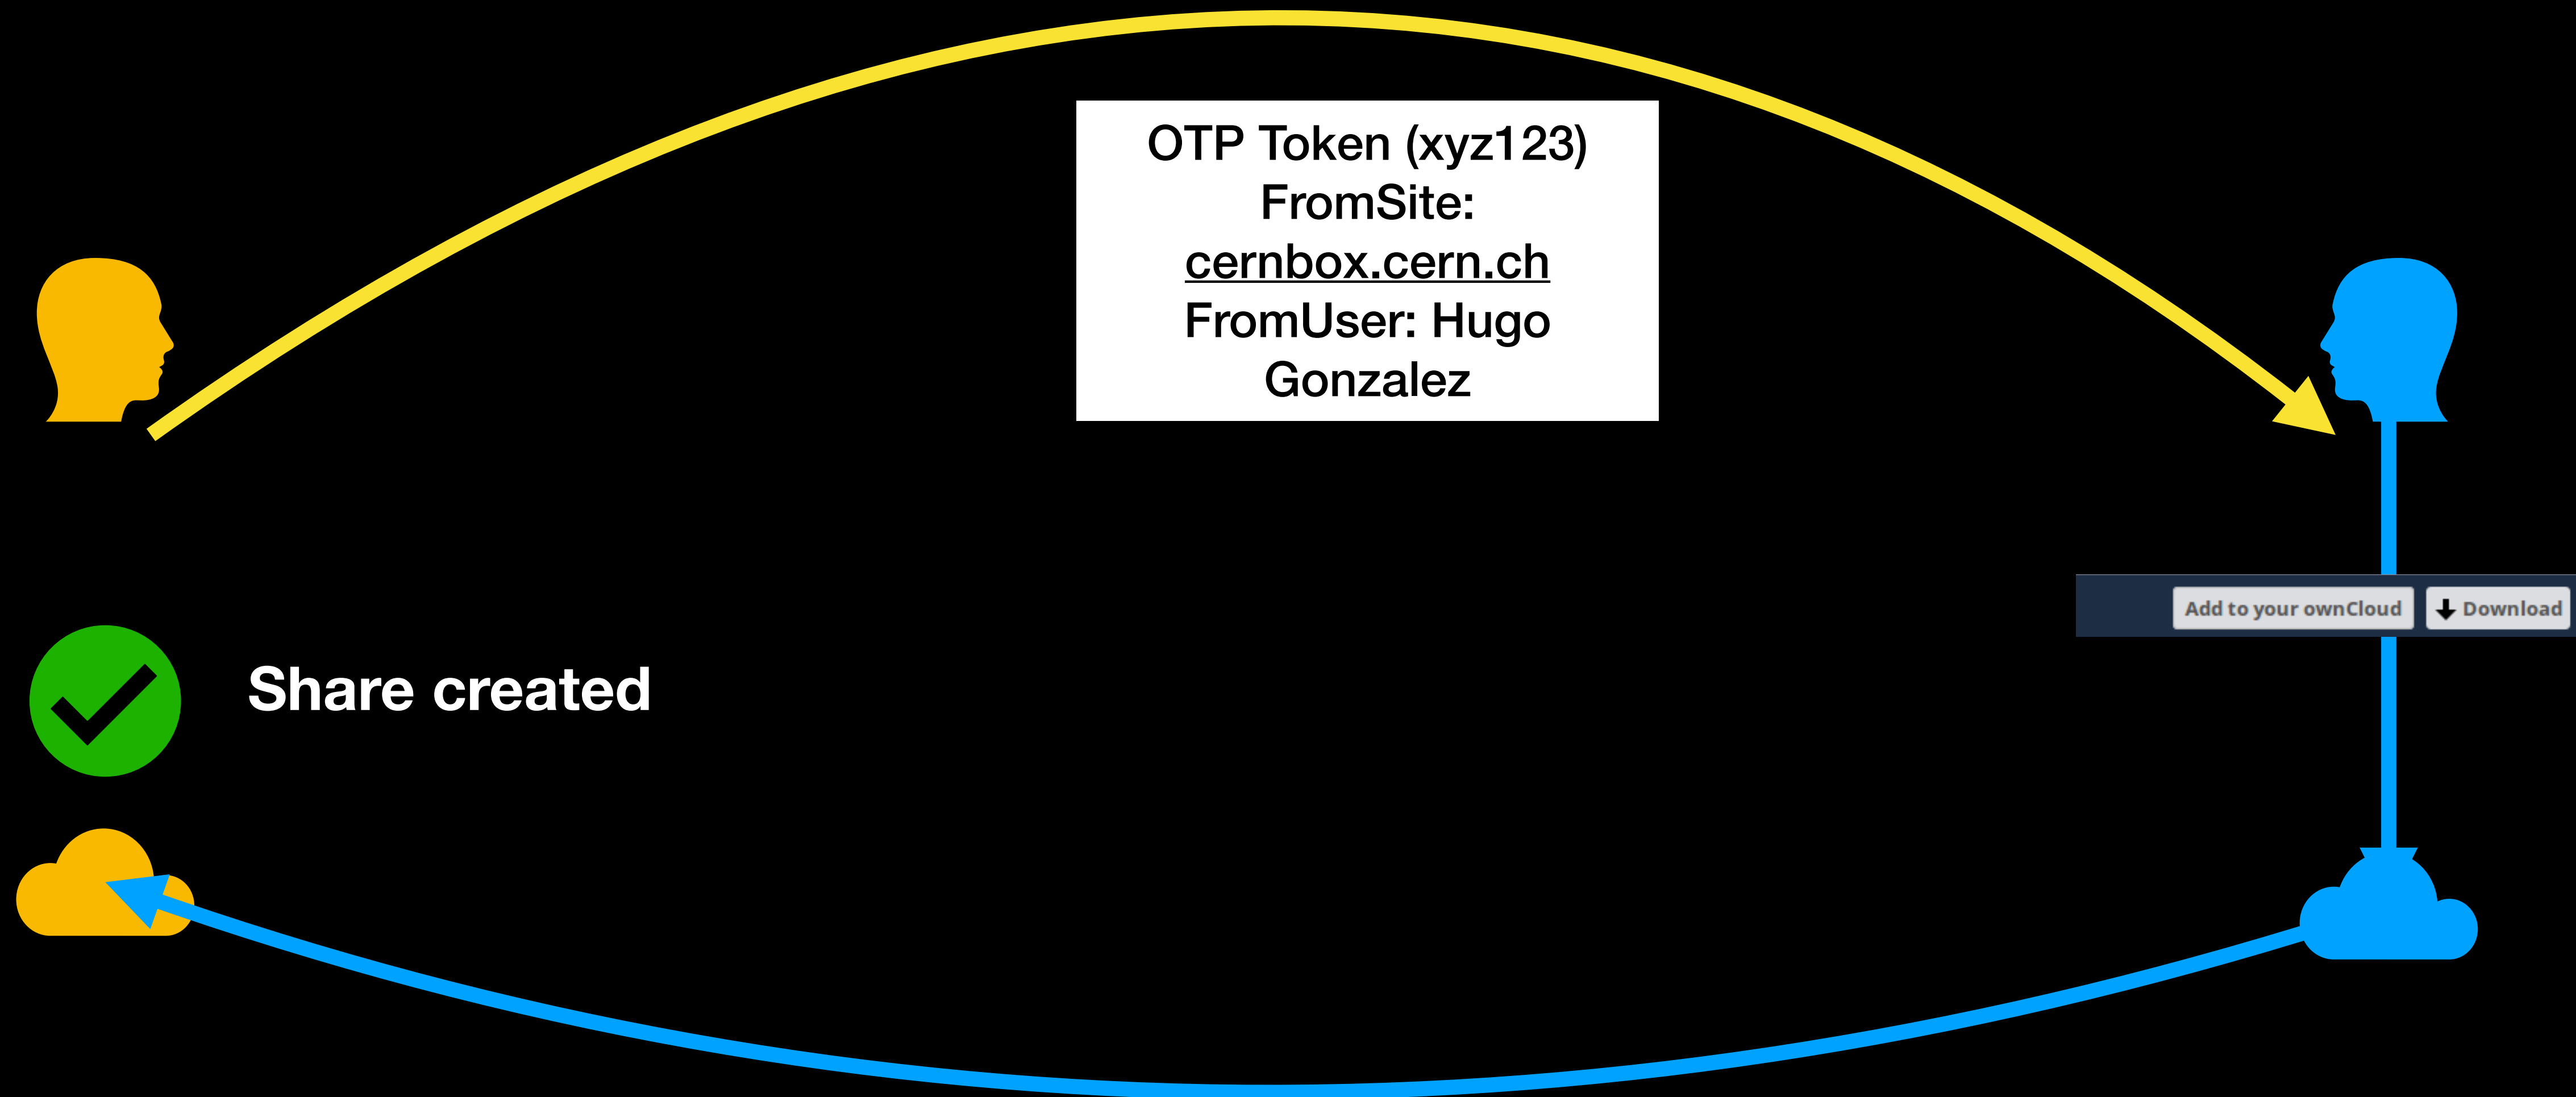 OTP Token (xyz123)
FromSite:
cernbox.cern.ch
FromUser: Hugo
Gonzalez
Add to your ownCloud
Download
Share created